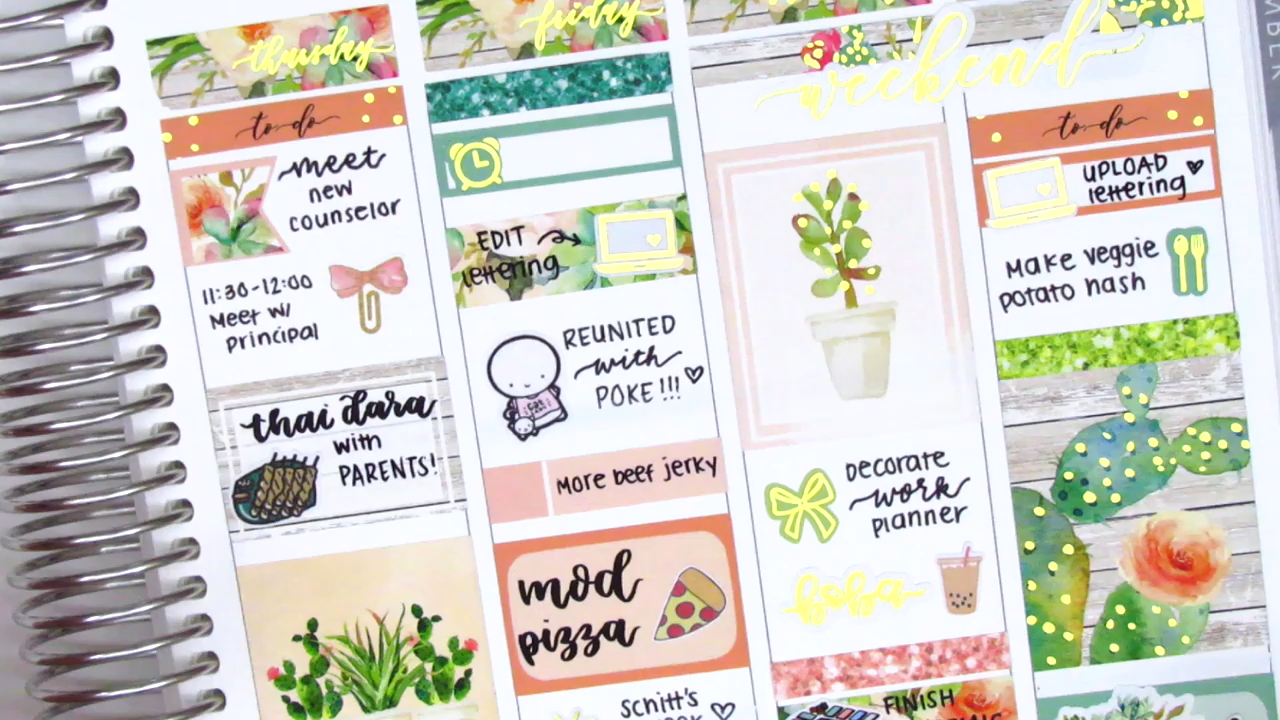 thursday
to do
meet
new
counselor
11:30-12:00
Meet w/
principal
thai dara
with
PARENTS!
friday
EDIT
lettering
REUNITED
with
POKE!!!
More beef jerky
mod
pizza
Schitt's
weekend
DECORATE
work
planner
boba
FINISH
to do
UPLOAD
lettering
Make veggie
potato hash